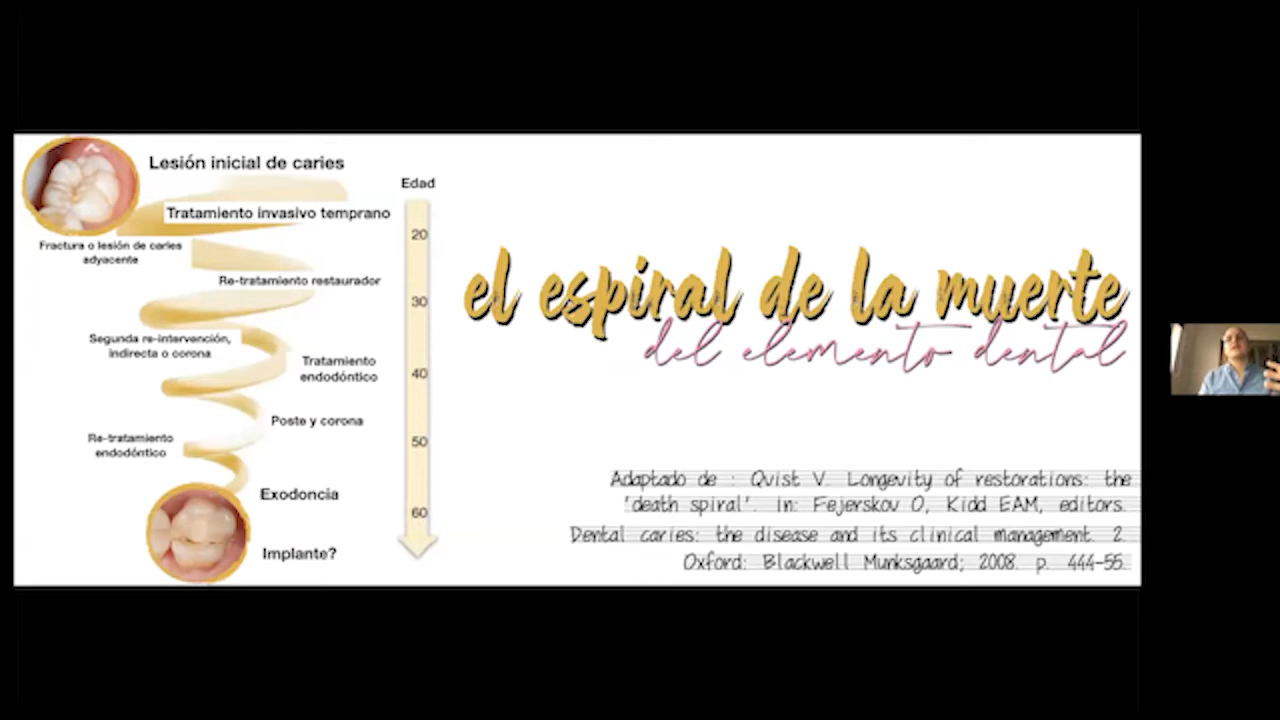 Lesión inicial de caries
Edad
Tratamiento invasivo temprano
20
Fractura o lesión de caries
adyacente
Re-tratamiento restaurador
30
Segunda re-intervención,
indirecta o corona
Tratamiento
endodóntico
40
Poste y corona
Re-tratamiento
endodóntico
50
Exodoncia
60
Implante?
el espiral de la muerte
del elemento dental
Adaptado de : Qvist V. Longevity of restorations: the
'death spiral'. In: Fejerskov O, Kidd EAM, editors.
Dental caries: the disease and its clinical management. 2.
Oxford: Blackwell Munksgaard; 2008. p. 444-55.